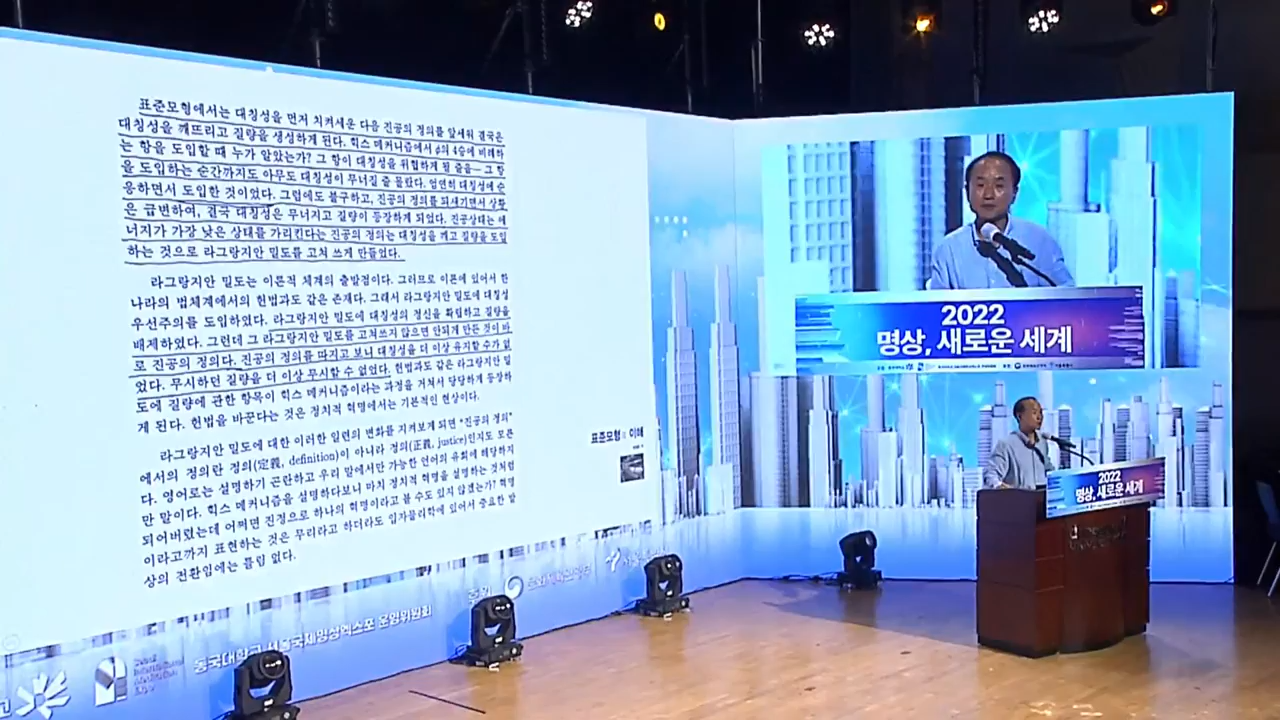 표준모형에서는 대칭성을 먼저 치켜세운 다음 진공의 정의를 앞세워 결국은
대칭성을 깨뜨리고 질량을 생성하게 된다. 힉스 메커니즘에서 φ의 4승에 비례하
는 항을 도입할 때 누가 알았는가? 그 항이 대칭성을 위협하게 될 줄을— 그 항
을 도입하는 순간까지도 아무도 대칭성이 무너질 줄 몰랐다. 엄연히 대칭성에 순
응하면서 도입한 것이었다. 그럼에도 불구하고, 진공의 정의를 되새기면서 상황
은 급변하여, 결국 대칭성은 무너지고 질량이 등장하게 되었다. 진공상태는 에
너지가 가장 낮은 상태를 가리킨다는 진공의 정의는 대칭성을 깨고 질량을 도입
하는 것으로 라그랑지안 밀도를 고쳐 쓰게 만들었다.
라그랑지안 밀도는 이론적 체계의 출발점이다. 그러므로 이론에 있어서 한
나라의 법체계에서의 헌법과도 같은 존재다. 그래서 라그랑지안 밀도에 대칭성
우선주의를 도입하였다. 라그랑지안 밀도에 대칭성의 정신을 확립하고 질량을
배제하였다. 그런데 그 라그랑지안 밀도를 고쳐쓰지 않으면 안되게 만든 것이 바
로 진공의 정의다. 진공의 정의를 따지고 보니 대칭성을 더 이상 유지할 수가 없
었다. 무시하던 질량을 더 이상 무시할 수 없었다. 헌법과도 같은 라그랑지안 밀
도에 질량에 관한 항목이 힉스 메커니즘이라는 과정을 거쳐서 당당하게 등장하
게 된다. 헌법을 바꾼다는 것은 정치적 혁명에서는 기본적인 현상이다.
라그랑지안 밀도에 대한 이러한 일련의 변화를 지켜보게 되면 "진공의 정의"
에서의 정의란 정의(定義, definition)이 아니라 정의(正義, justice)인지도 모른
다. 영어로는 설명하기 곤란하고 우리 말에서만 가능한 언어의 유희에 해당하지
만 말이다. 힉스 메커니즘을 설명하다보니 마치 정치적 혁명을 설명하는 것처럼
되어버렸는데 어쩌면 진정으로 하나의 혁명이라고 볼 수도 있지 않겠는가? 혁명
이라고까지 표현하는 것은 무리라고 하더라도 입자물리학에 있어서 중요한 발
상의 전환임에는 틀림 없다.
표준모형의 이해
2022
명상, 새로운 세계
2022
명상, 새로운 세계
동국대학교 서울국제명상엑스포 운영위원회
후원